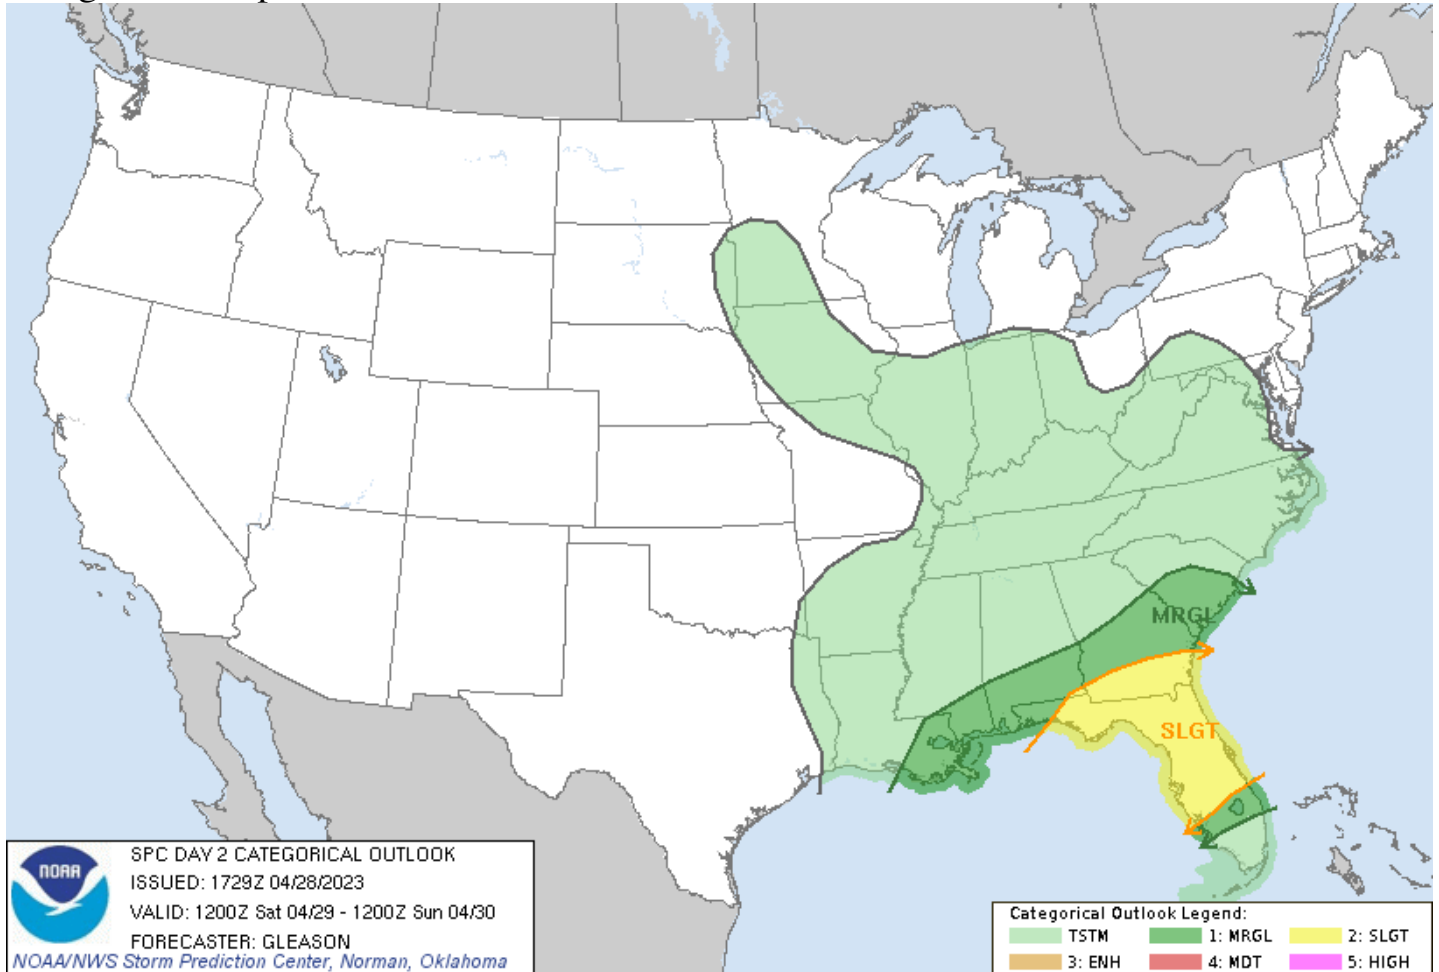 MRGL
SLGT
NOAA
SPC DAY 2 CATEGORICAL OUTLOOK
ISSUED: 1729Z 04/28/2023
VALID: 1200Z Sat 04/29 - 1200Z Sun 04/30
FORECASTER: GLEASON
NOAA/NWS Storm Prediction Center, Norman, Oklahoma
Categorical Outlook Legend:
TSTM 1: MRGL 2: SLGT
3: ENH 4: MDT 5: HIGH